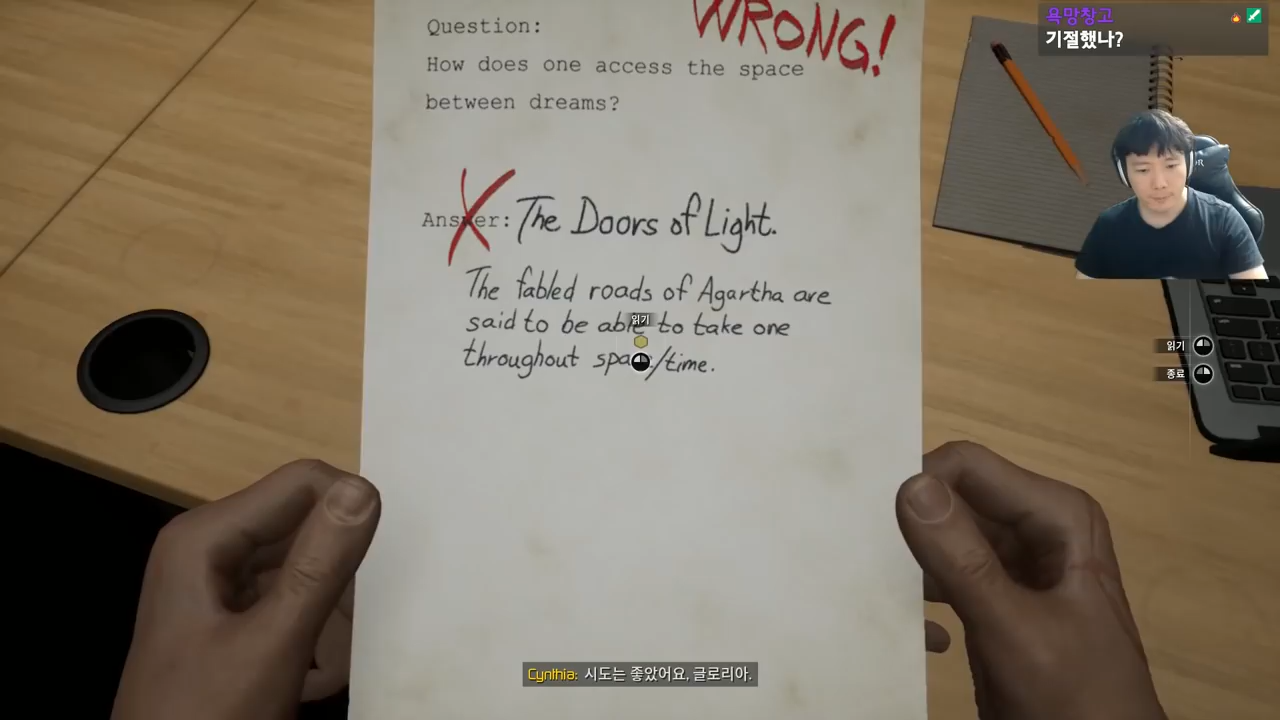 WRONG!
Question:
How does one access the space
between dreams?
Answer: The Doors of Light.
The fabled roads of Agartha are
said to be able to take one
throughout space/time.
읽기
욕망창고
기절했나?
읽기
종료
Cynthia: 시도는 좋았어요, 글로리아.